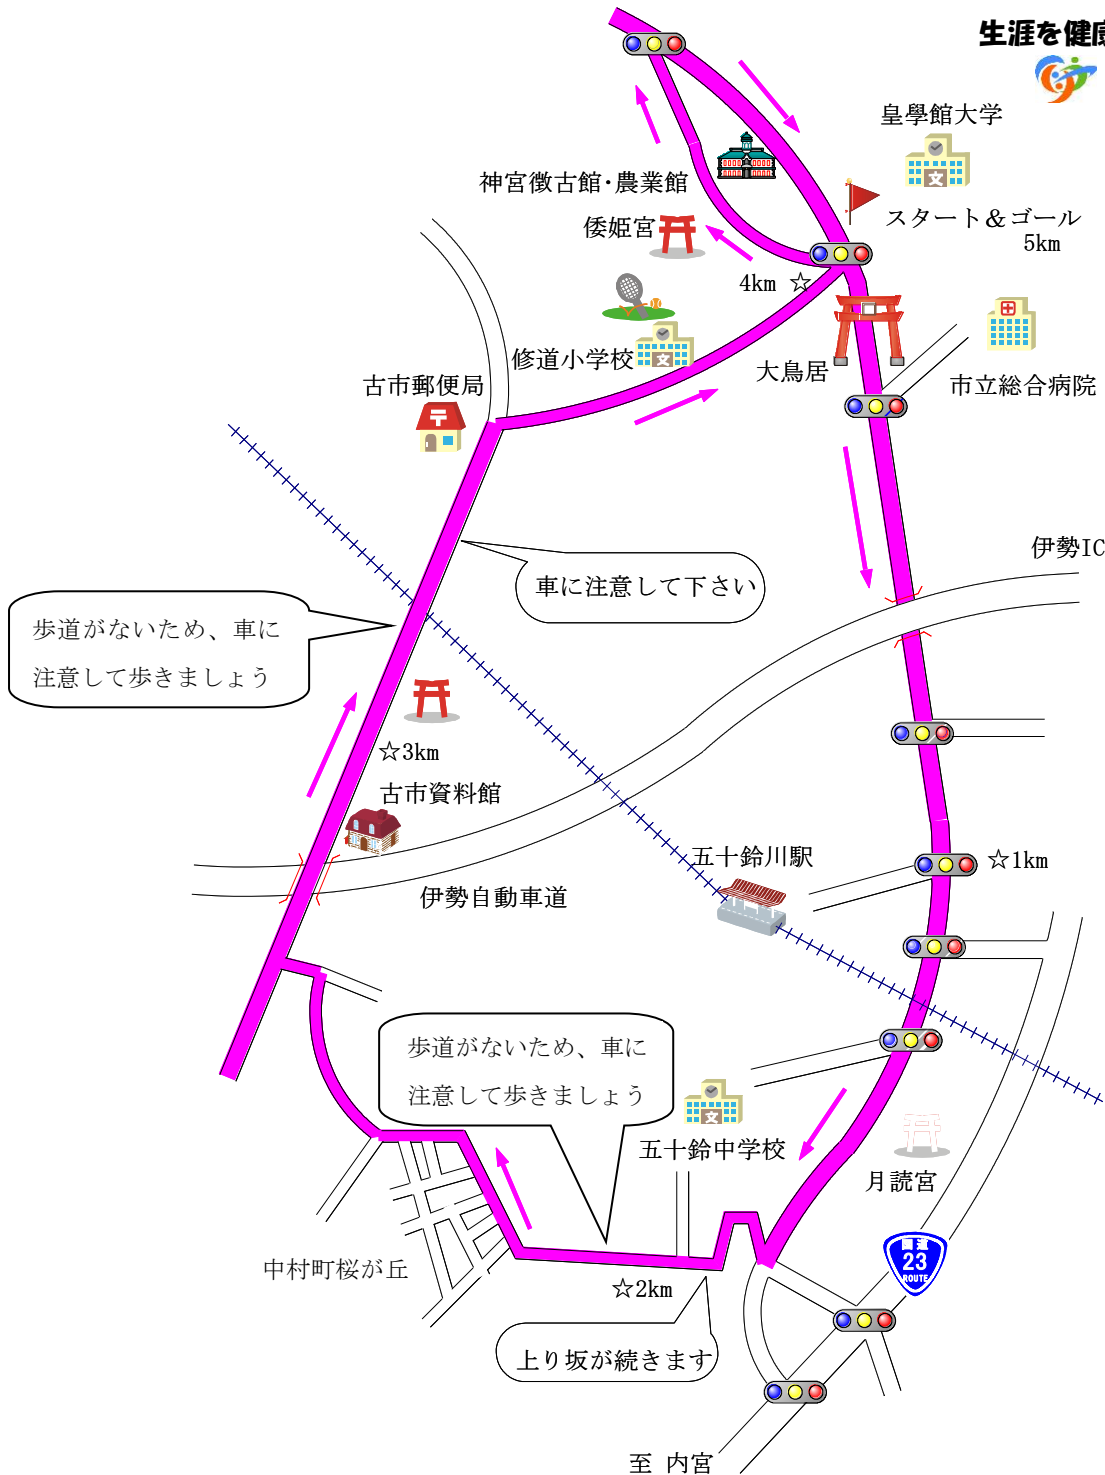 生涯を健康
皇學館大学
神宮徴古館・農業館
スタート＆ゴール
5km
倭姫宮
4km ☆
修道小学校
大鳥居
古市郵便局
市立総合病院
伊勢IC
車に注意して下さい
歩道がないため、車に
注意して歩きましょう
☆3km
古市資料館
五十鈴川駅
☆1km
伊勢自動車道
歩道がないため、車に
注意して歩きましょう
文
五十鈴中学校
月読宮
国道
23
ROUTE
中村町桜が丘
☆2km
上り坂が続きます
至 内宮